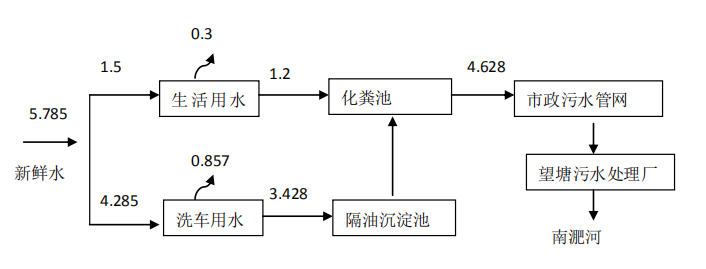 0.3
1.5
生活用水
1.2
化粪池
4.628
市政污水管网
5.785
新鲜水
0.857
4.285
洗车用水
3.428
隔油沉淀池
望塘污水处理厂
南淝河